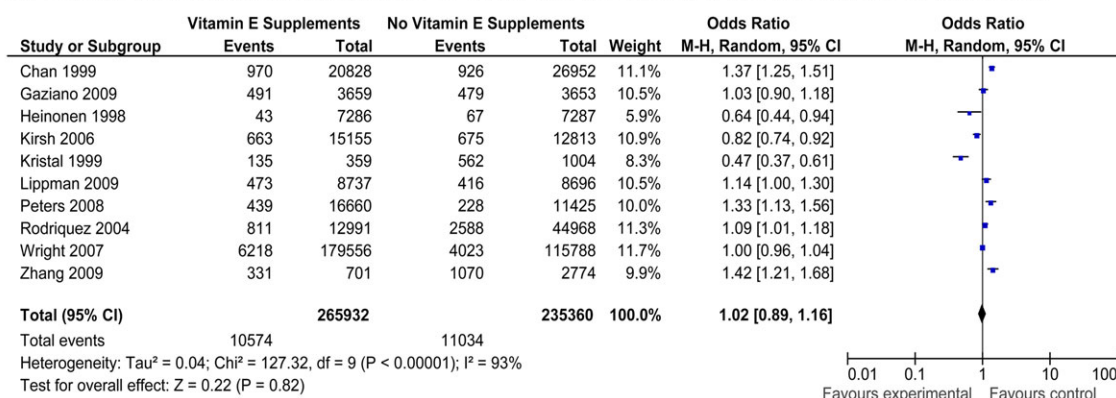 Vitamin E Supplements No Vitamin E Supplements Odds Ratio Odds Ratio
Study or Subgroup Events Total Events Total Weight M-H, Random, 95% CI M-H, Random, 95% CI
Chan 1999 970 20828 926 26952 11.1% 1.37 [1.25, 1.51]
Gaziano 2009 491 3659 479 3653 10.5% 1.03 [0.90, 1.18]
Heinonen 1998 43 7286 67 7287 5.9% 0.64 [0.44, 0.94]
Kirsh 2006 663 15155 675 12813 10.9% 0.82 [0.74, 0.92]
Kristal 1999 135 359 562 1004 8.3% 0.47 [0.37, 0.61]
Lippman 2009 473 8737 416 8696 10.5% 1.14 [1.00, 1.30]
Peters 2008 439 16660 228 11425 10.0% 1.33 [1.13, 1.56]
Rodriquez 2004 811 12991 2588 44968 11.3% 1.09 [1.01, 1.18]
Wright 2007 6218 179556 4023 115788 11.7% 1.00 [0.96, 1.04]
Zhang 2009 331 701 1070 2774 9.9% 1.42 [1.21, 1.68]
Total (95% CI) 265932 235360 100.0% 1.02 [0.89, 1.16]
Total events 10574 11034
Heterogeneity: Tau² = 0.04; Chi² = 127.32, df = 9 (P < 0.00001); I² = 93%
Test for overall effect: Z = 0.22 (P = 0.82)
0.01 0.1 1 10 100
Favours experimental Favours control